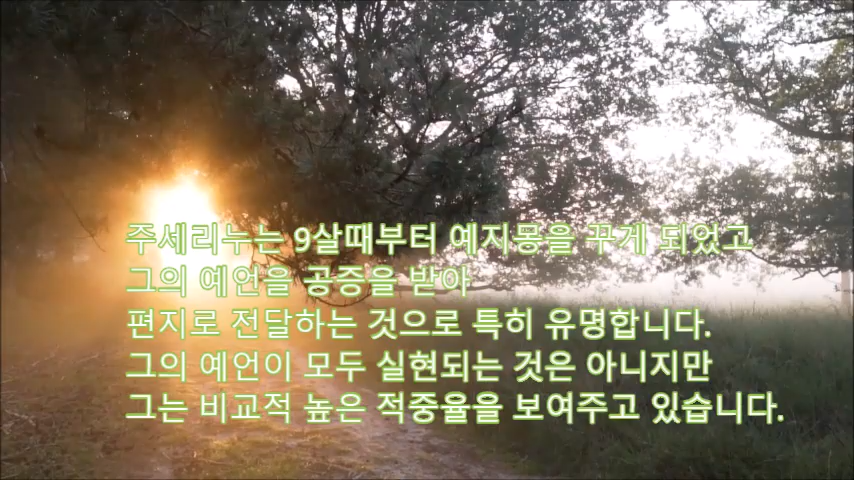 주세리누는 9살때부터 예지몽을 꾸게 되었고
그의 예언을 공증을 받아
편지로 전달하는 것으로 특히 유명합니다.
그의 예언이 모두 실현되는 것은 아니지만
그는 비교적 높은 적중율을 보여주고 있습니다.